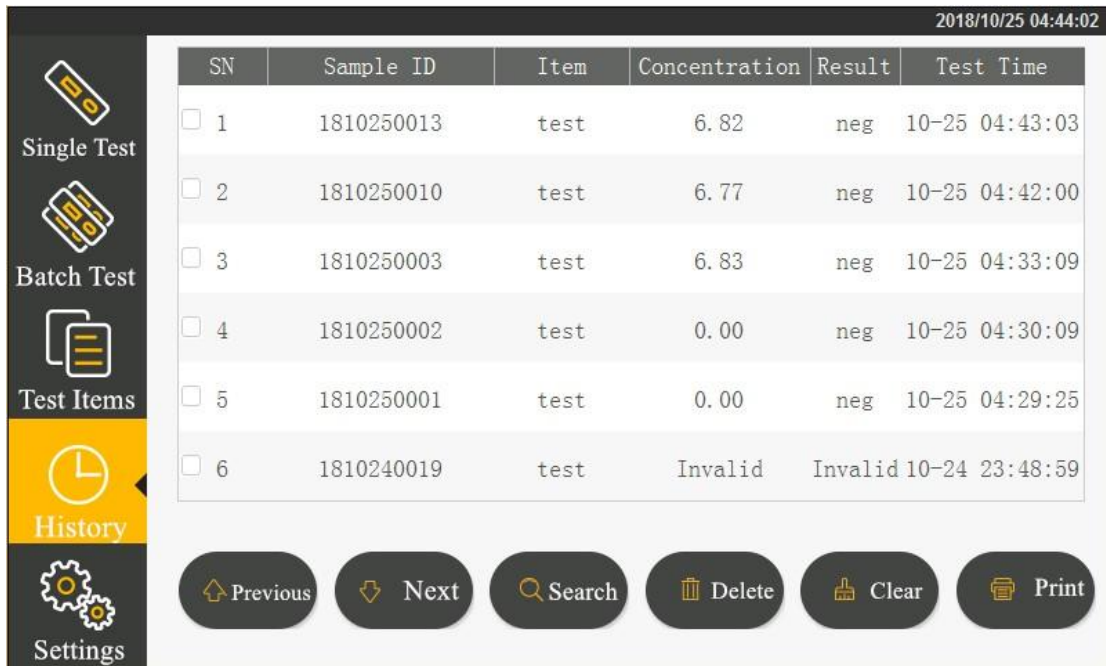 2018/10/25 04:44:02
Single Test
Batch Test
Test Items
History
Settings
SN Sample ID Item Concentration Result Test Time
1 1810250013 test 6.82 neg 10-25 04:43:03
2 1810250010 test 6.77 neg 10-25 04:42:00
3 1810250003 test 6.83 neg 10-25 04:33:09
4 1810250002 test 0.00 neg 10-25 04:30:09
5 1810250001 test 0.00 neg 10-25 04:29:25
6 1810240019 test Invalid Invalid 10-24 23:48:59
Previous Next Search Delete Clear Print